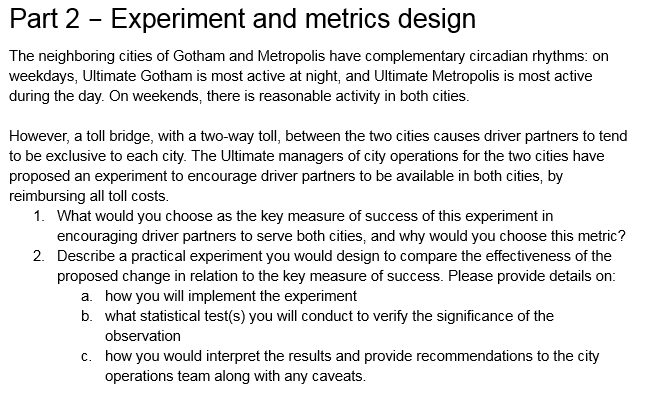 Part 2 – Experiment and metrics design
The neighboring cities of Gotham and Metropolis have complementary circadian rhythms: on
weekdays, Ultimate Gotham is most active at night, and Ultimate Metropolis is most active
during the day. On weekends, there is reasonable activity in both cities.
However, a toll bridge, with a two-way toll, between the two cities causes driver partners to tend
to be exclusive to each city. The Ultimate managers of city operations for the two cities have
proposed an experiment to encourage driver partners to be available in both cities, by
reimbursing all toll costs.
1. What would you choose as the key measure of success of this experiment in
encouraging driver partners to serve both cities, and why would you choose this metric?
2. Describe a practical experiment you would design to compare the effectiveness of the
proposed change in relation to the key measure of success. Please provide details on:
a. how you will implement the experiment
b. what statistical test(s) you will conduct to verify the significance of the
observation
c. how you would interpret the results and provide recommendations to the city
operations team along with any caveats.